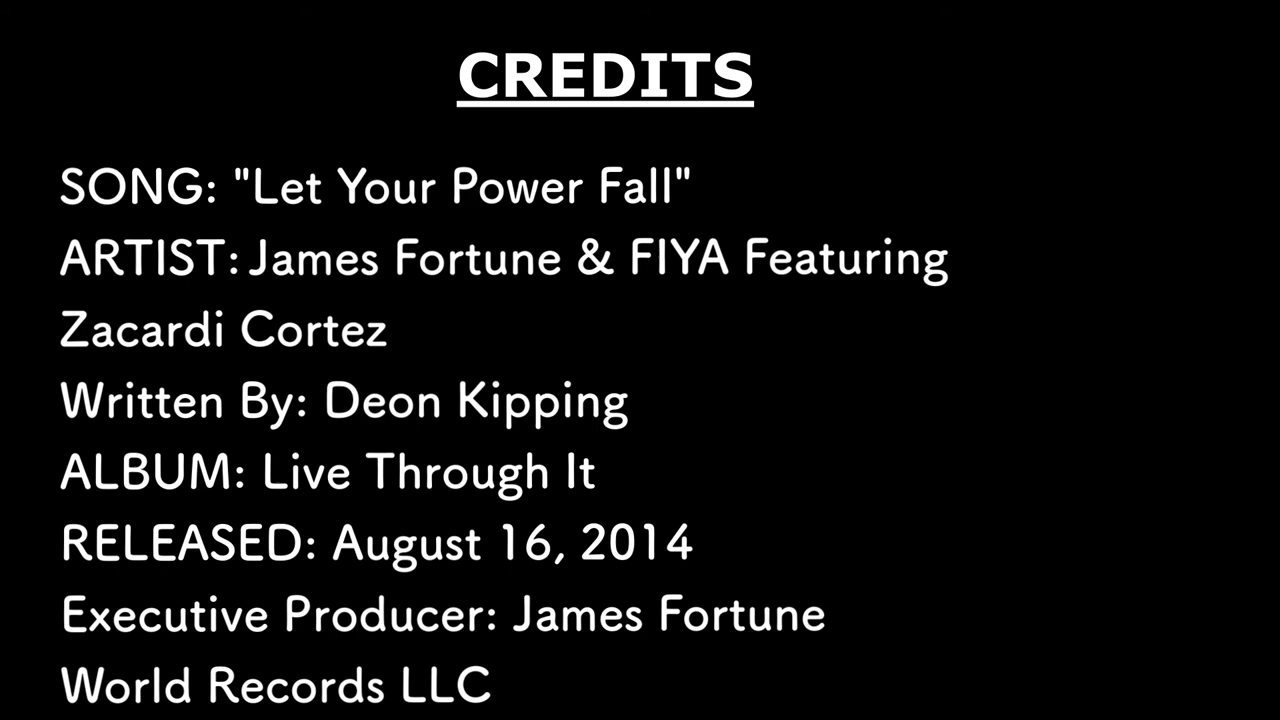 CREDITS
SONG: "Let Your Power Fall"
ARTIST: James Fortune & FIYA Featuring
Zacardi Cortez
Written By: Deon Kipping
ALBUM: Live Through It
RELEASED: August 16, 2014
Executive Producer: James Fortune
World Records LLC